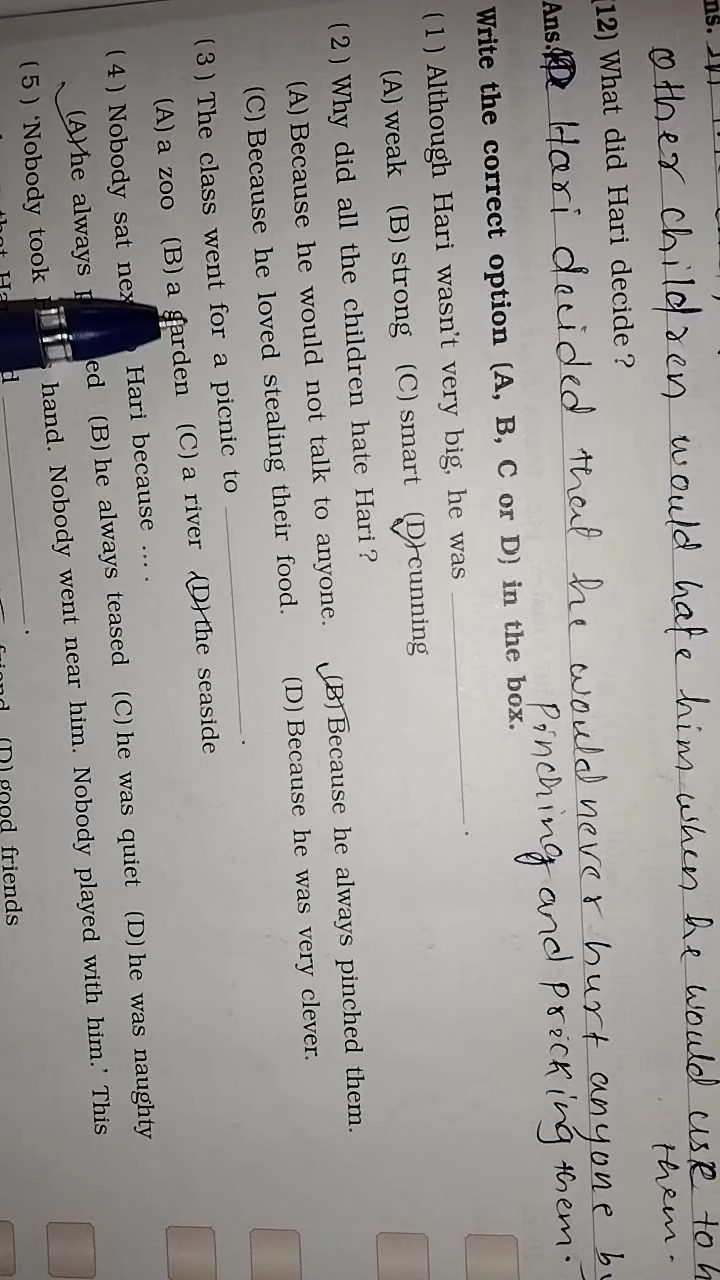 ns.
other children would hate him when he would use to h
them.
(12) What did Hari decide ?
Ans. Hari decided that he would never hurt anyone by
pinching and pricking them.
Write the correct option (A, B, C or D) in the box.
(1) Although Hari wasn't very big, he was ________.
(A) weak (B) strong (C) smart (D) cunning
(2) Why did all the children hate Hari ?
(A) Because he would not talk to anyone. (B) Because he always pinched them.
(C) Because he loved stealing their food. (D) Because he was very clever.
(3) The class went for a picnic to ________.
(A) a zoo (B) a garden (C) a river (D) the seaside
(4) Nobody sat Hari because ... .
(A) he always (B) he always teased (C) he was quiet (D) he was naughty
(5) 'Nobody took hand. Nobody went near him. Nobody played with him.' This
________.
friend (D) good friends